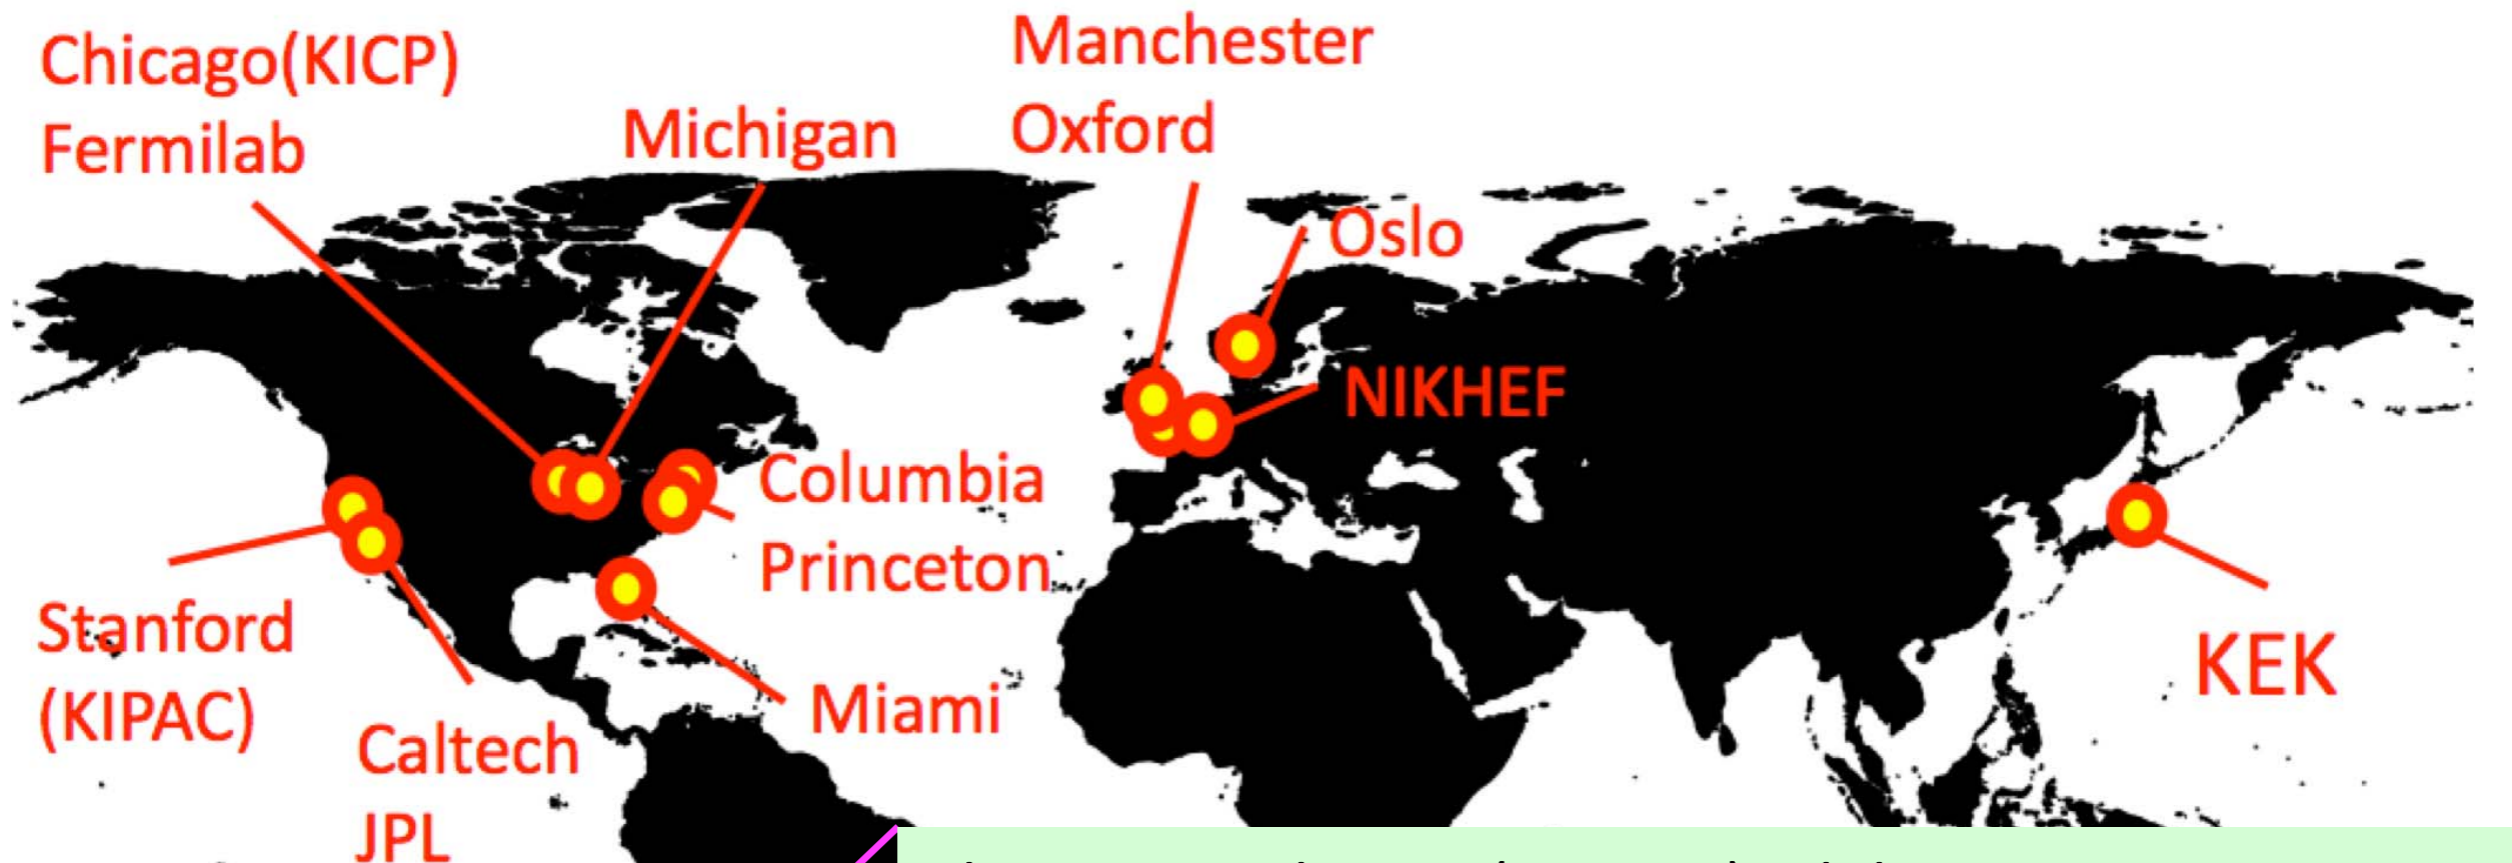 Chicago(KICP)
Fermilab
Michigan
Manchester
Oxford
Oslo
NIKHEF
Columbia
Princeton
Stanford
(KIPAC)
Caltech
JPL
Miami
KEK